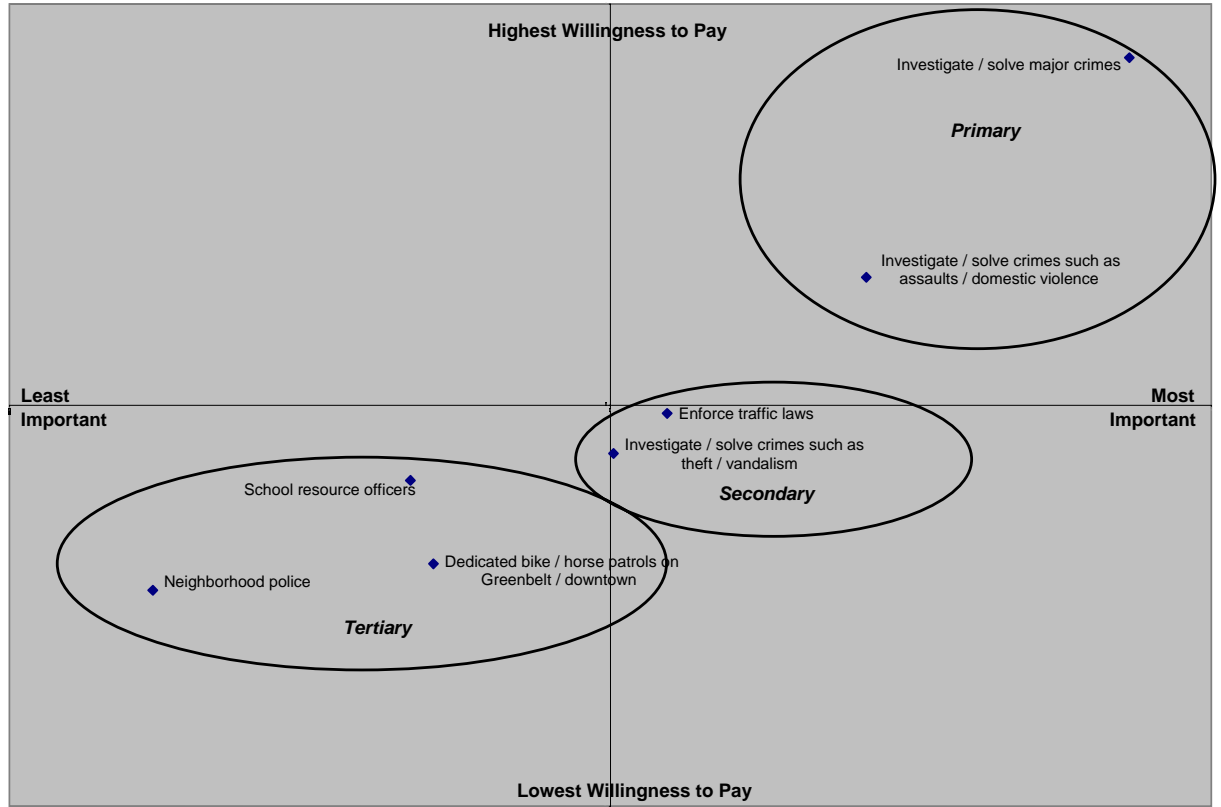 Highest Willingness to Pay
Investigate / solve major crimes
Primary
Investigate / solve crimes such as
assaults / domestic violence
Least
Important
Most
Important
Enforce traffic laws
Investigate / solve crimes such as
theft / vandalism
Secondary
School resource officers
Dedicated bike / horse patrols on
Greenbelt / downtown
Neighborhood police
Tertiary
Lowest Willingness to Pay